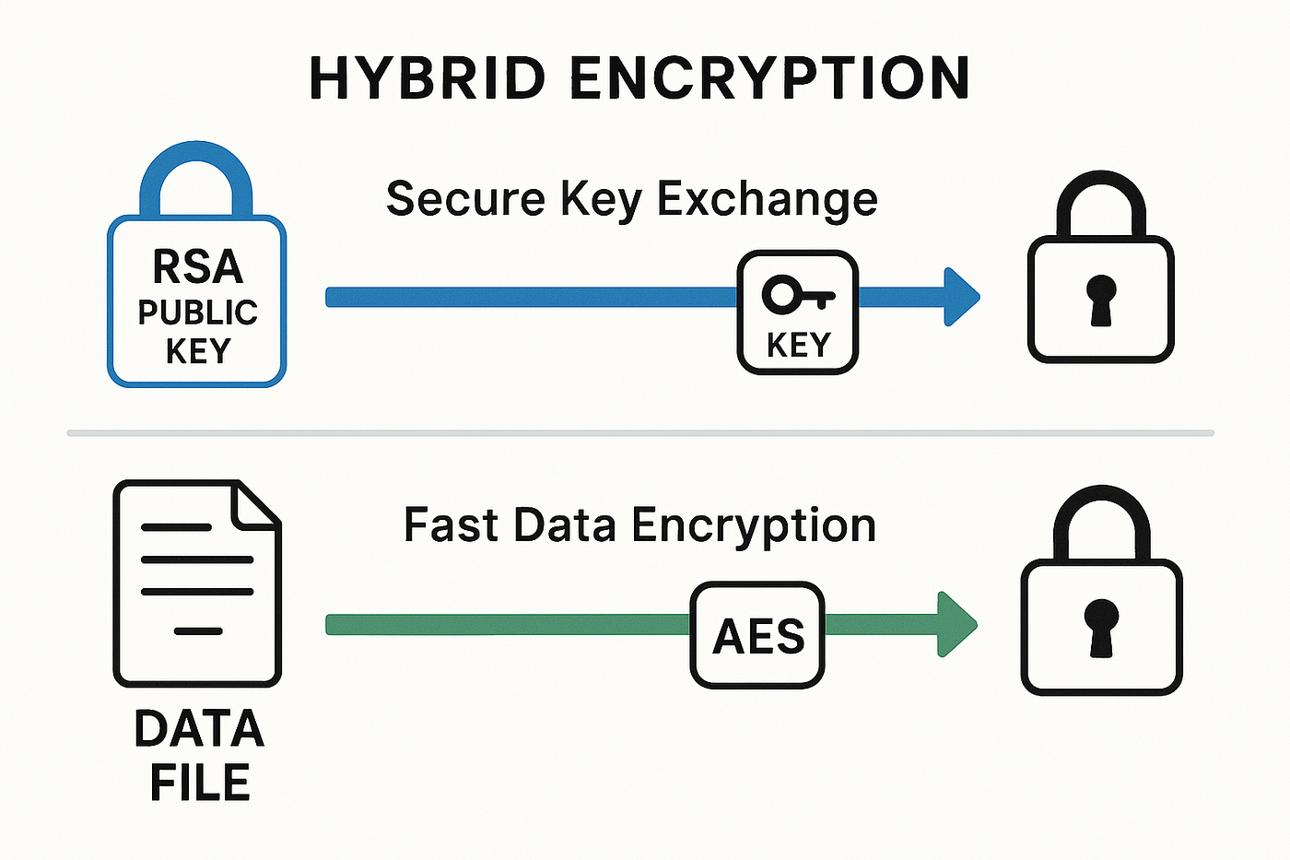 HYBRID ENCRYPTION
Secure Key Exchange
RSA
PUBLIC
KEY
KEY
Fast Data Encryption
AES
DATA
FILE